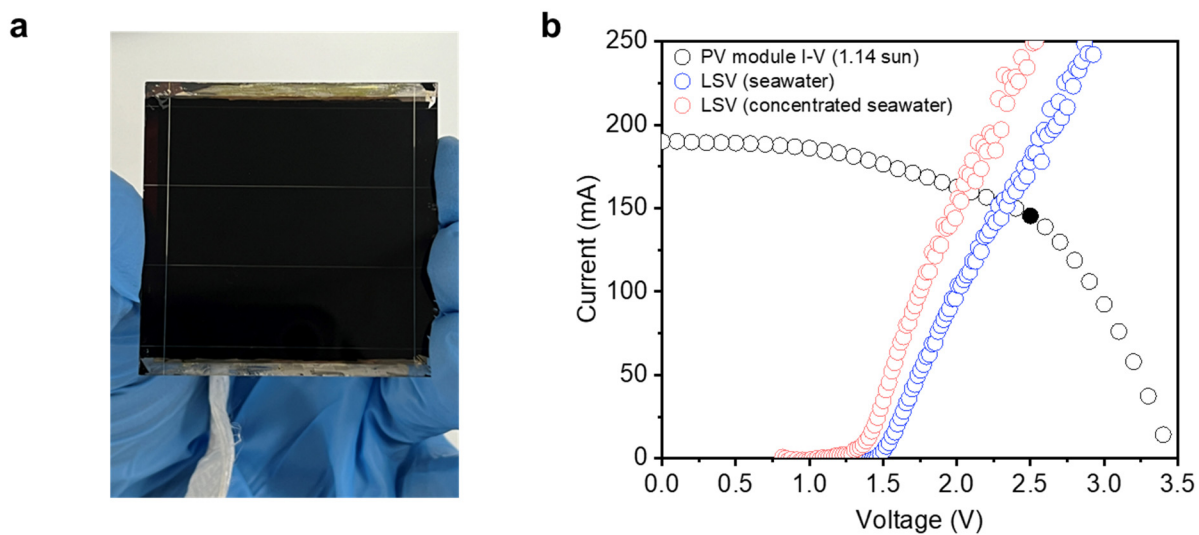 a
b
PV module I-V (1.14 sun)
LSV (seawater)
LSV (concentrated seawater)
250
200
150
100
50
0
Current (mA)
0.0 0.5 1.0 1.5 2.0 2.5 3.0 3.5
Voltage (V)